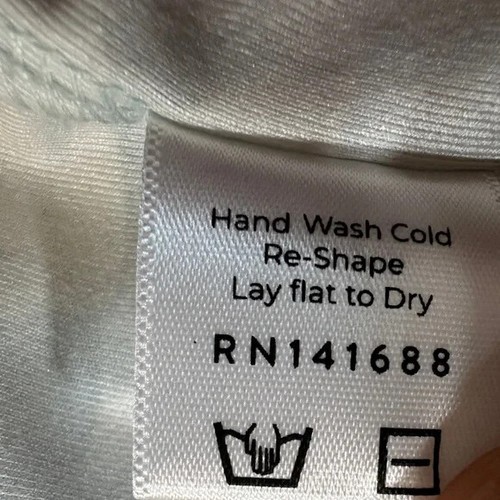 Hand Wash Cold
Re-Shape
Lay flat to Dry
RN141688